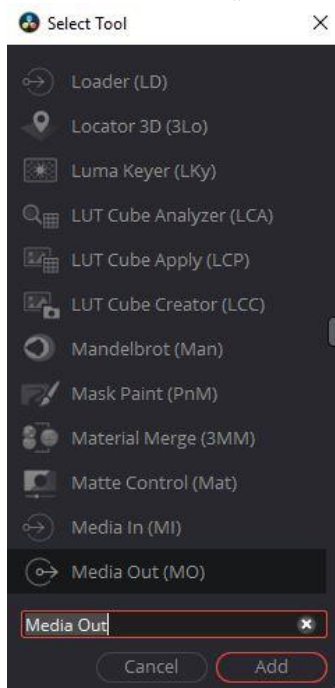 Select Tool
Loader (LD)
Locator 3D (3Lo)
Luma Keyer (LKy)
LUT Cube Analyzer (LCA)
LUT Cube Apply (LCP)
LUT Cube Creator (LCC)
Mandelbrot (Man)
Mask Paint (PnM)
Material Merge (3MM)
Matte Control (Mat)
Media In (MI)
Media Out (MO)
Media Out
Cancel Add